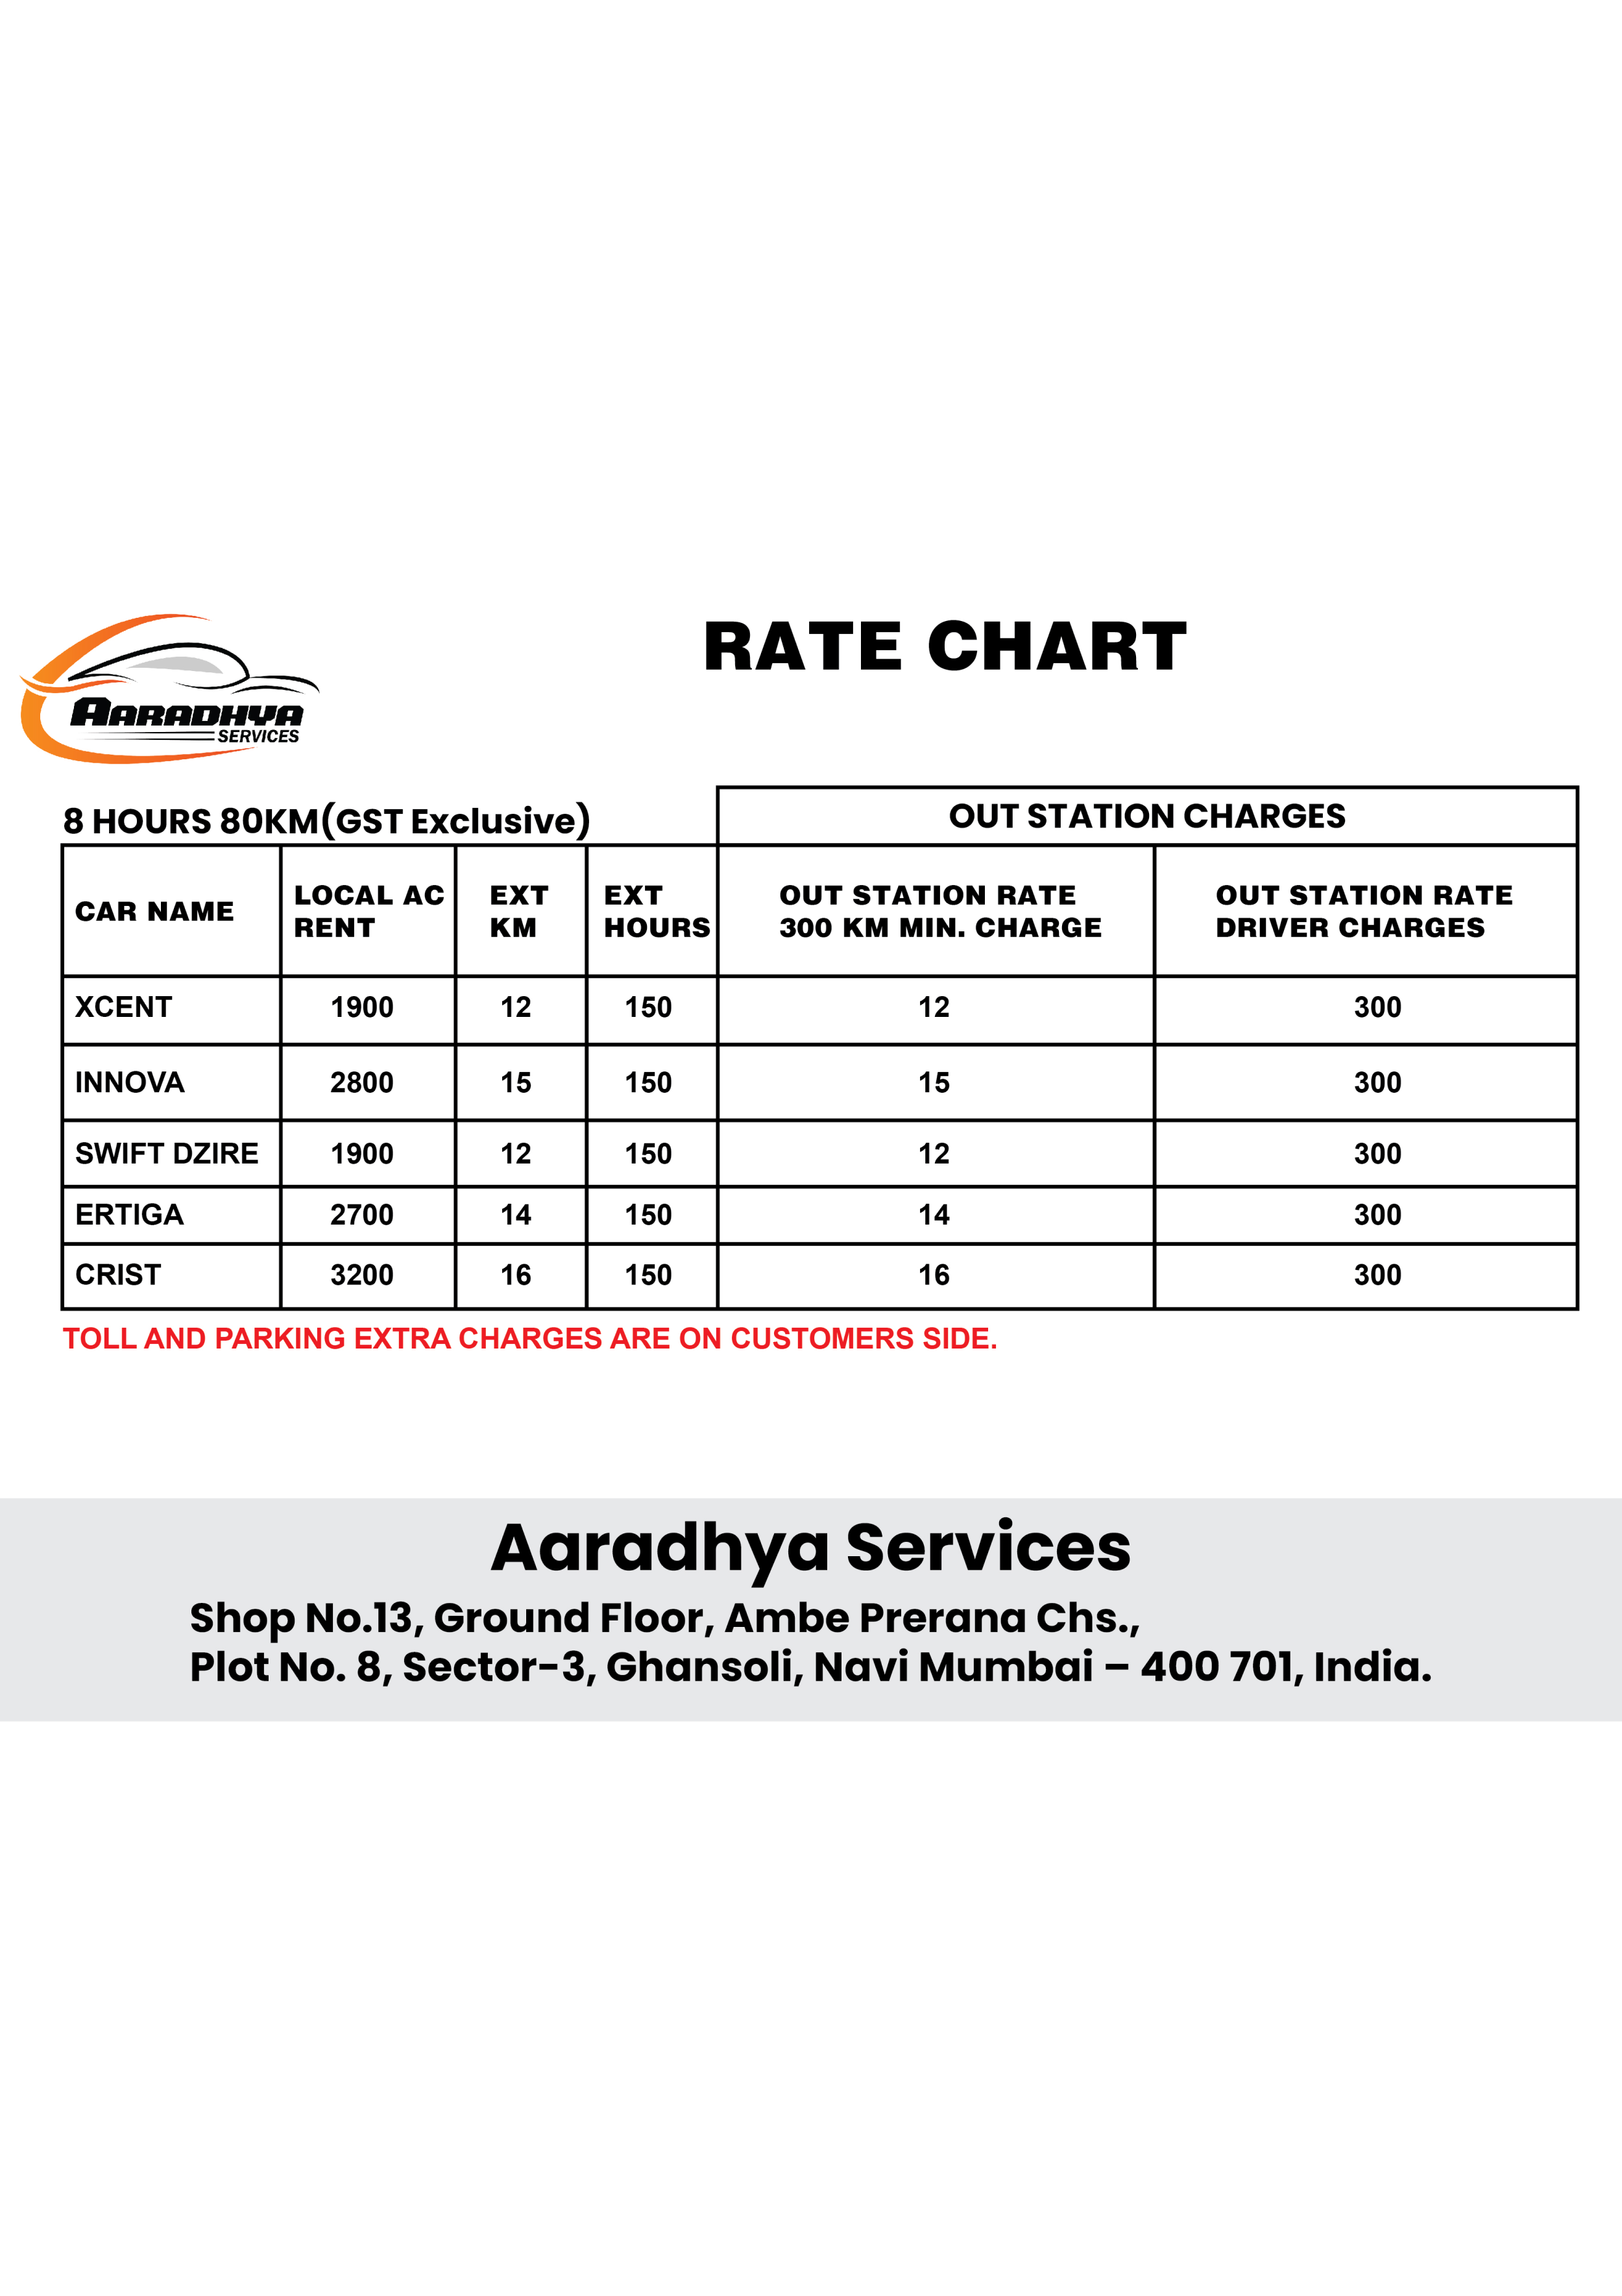 RATE CHART
AARADHYA
SERVICES
8 HOURS 80KM(GST Exclusive)
OUT STATION CHARGES
CAR NAME
LOCAL AC
RENT
EXT
KM
EXT
HOURS
OUT STATION RATE
300 KM MIN. CHARGE
OUT STATION RATE
DRIVER CHARGES
XCENT 1900 12 150 12 300
INNOVA 2800 15 150 15 300
SWIFT DZIRE 1900 12 150 12 300
ERTIGA 2700 14 150 14 300
CRIST 3200 16 150 16 300
TOLL AND PARKING EXTRA CHARGES ARE ON CUSTOMERS SIDE.
Aaradhya Services
Shop No.13, Ground Floor, Ambe Prerana Chs.,
Plot No. 8, Sector-3, Ghansoli, Navi Mumbai – 400 701, India.